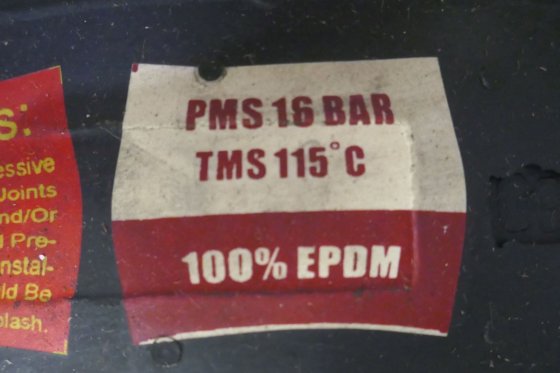 s:
essive
Joints
nd/Or
d Pre-
nstal-
ld Be
plash.
PMS 16 BAR
TMS 115°C
100% EPDM